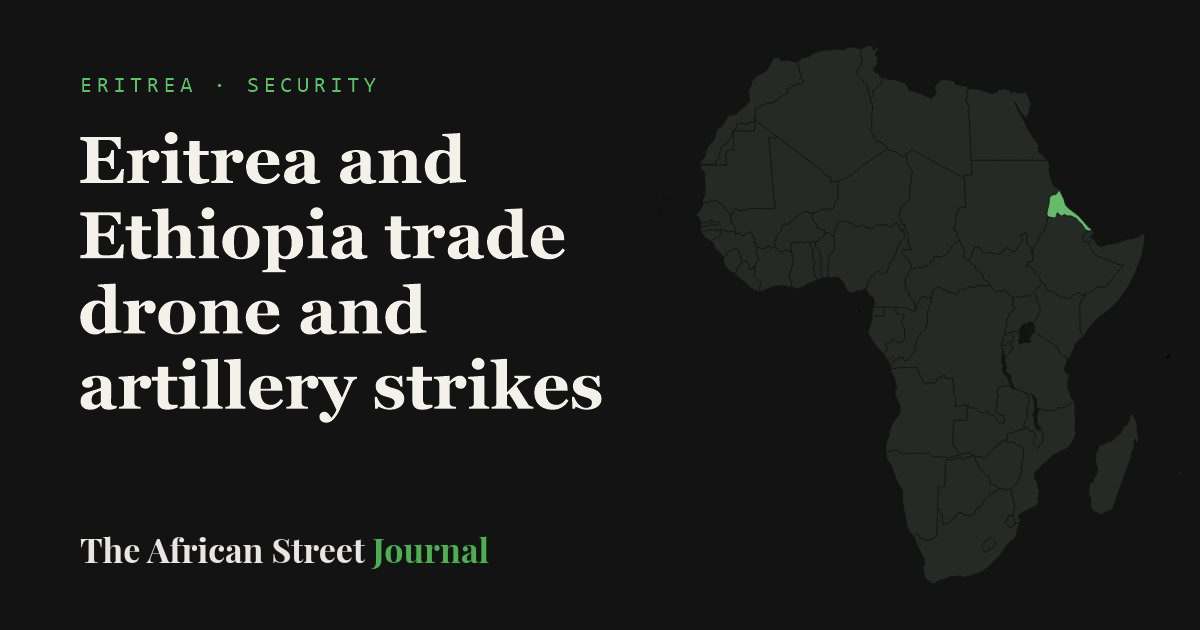 ERITREA · SECURITY
Eritrea and
Ethiopia trade
drone and
artillery strikes
The African Street Journal